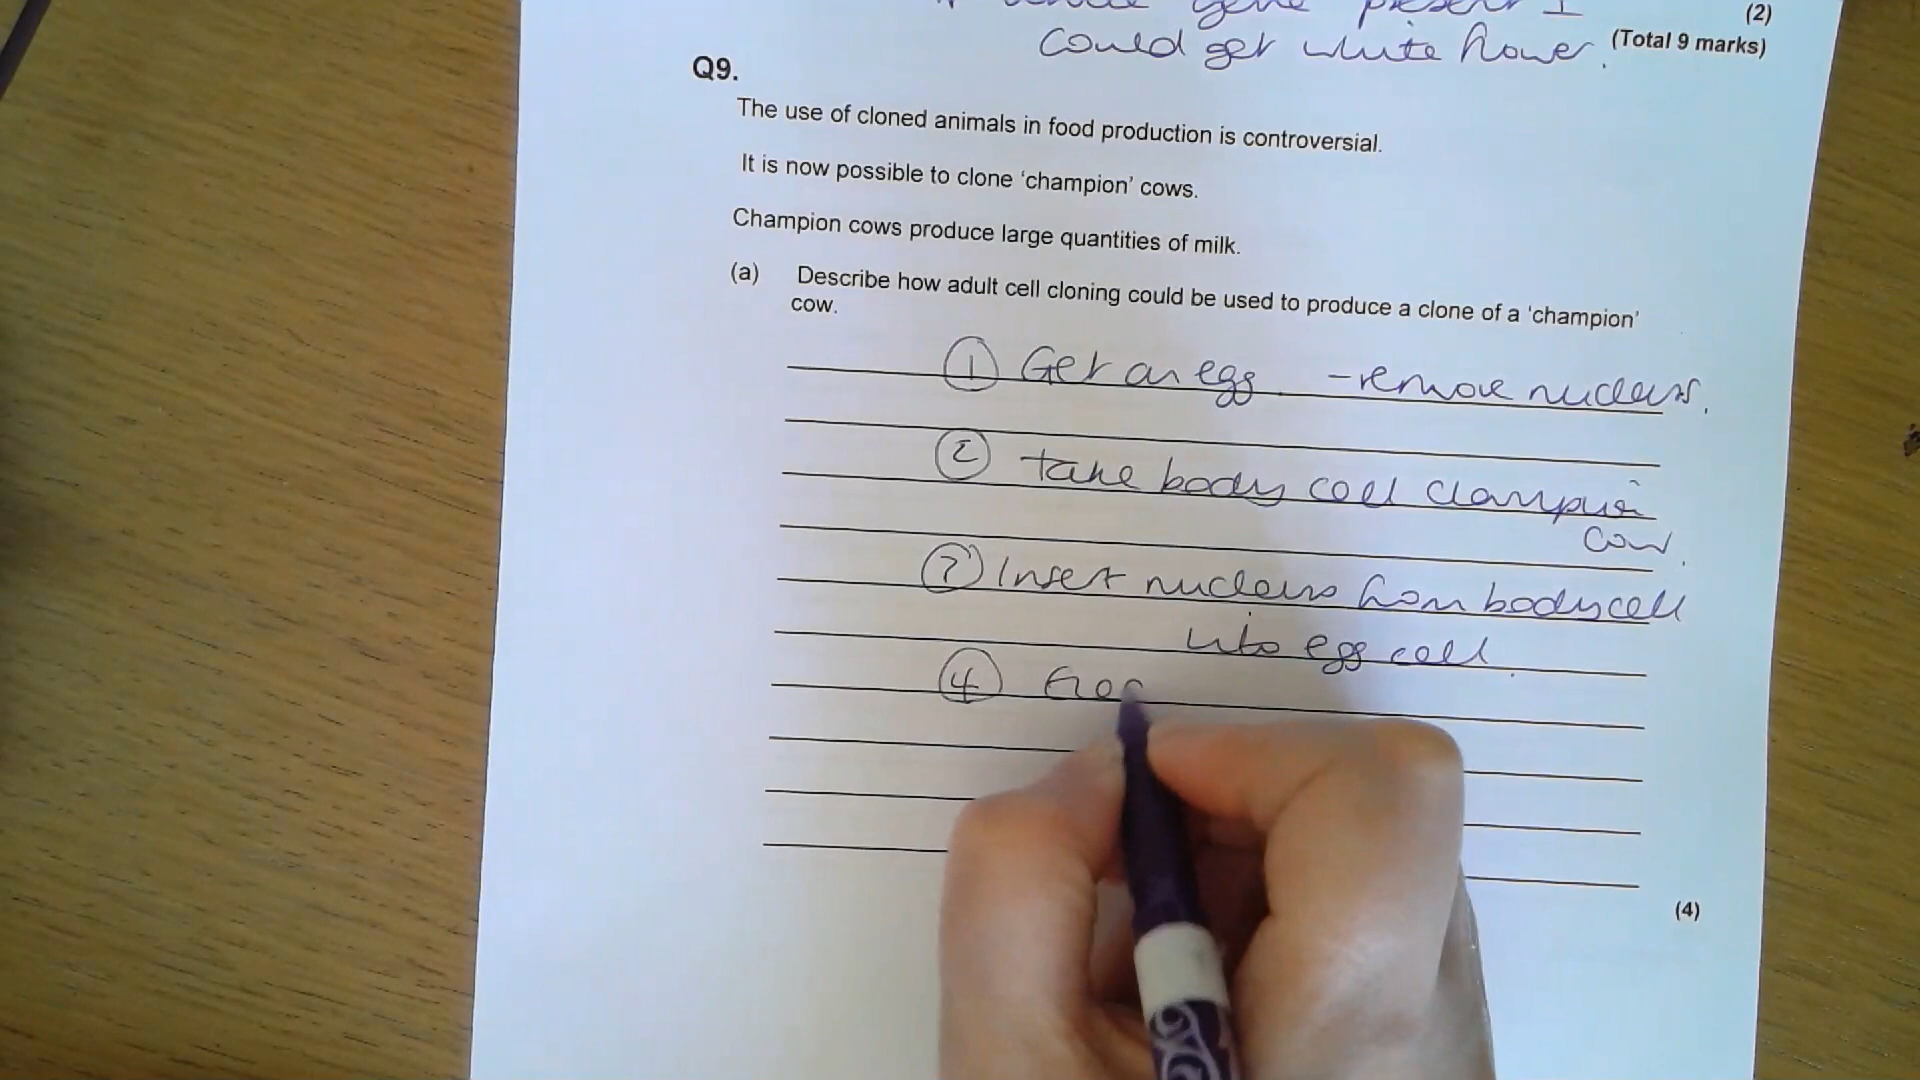 gene present I
(2)
could get white flower.
(Total 9 marks)
Q9.
The use of cloned animals in food production is controversial.
It is now possible to clone 'champion' cows.
Champion cows produce large quantities of milk.
(a) Describe how adult cell cloning could be used to produce a clone of a 'champion'
cow.
① Get an egg - remove nucleus.
② take body cell champion
cow.
③ Insert nucleus from body cell
into egg cell.
④
(4)